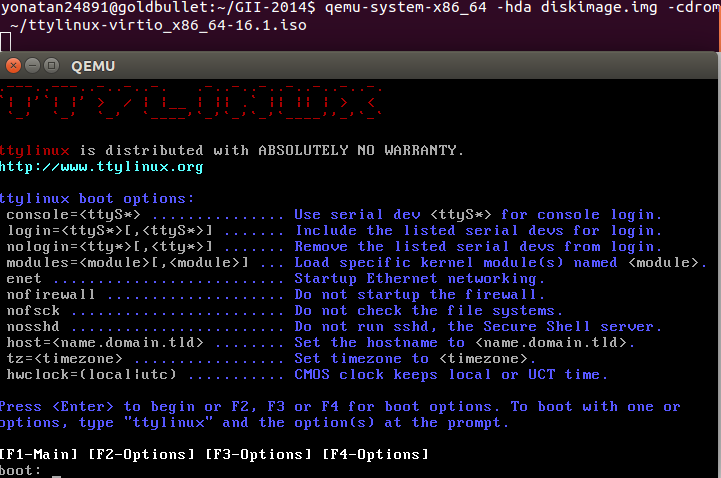 yonatan24891@goldbullet:~/GII-2014$ qemu-system-x86_64 -hda diskimage.img -cdrom
~/ttylinux-virtio_x86_64-16.1.iso
QEMU
ttylinux is distributed with ABSOLUTELY NO WARRANTY.
http://www.ttylinux.org
ttylinux boot options:
console=<ttyS*> ............... Use serial dev <ttyS*> for console login.
login=<ttyS*>[,<ttyS*>] ....... Include the listed serial devs for login.
nologin=<tty*>[,<tty*>] ....... Remove the listed serial devs from login.
modules=<module>[,<module>] ... Load specific kernel module(s) named <module>.
enet .......................... Startup Ethernet networking.
nofirewall .................... Do not startup the firewall.
nofsck ........................ Do not check the file systems.
nosshd ........................ Do not run sshd, the Secure Shell server.
host=<name.domain.tld> ........ Set the hostname to <name.domain.tld>.
tz=<timezone> ................. Set timezone to <timezone>.
hwclock=(local|utc) ........... CMOS clock keeps local or UCT time.
Press <Enter> to begin or F2, F3 or F4 for boot options. To boot with one or
options, type "ttylinux" and the option(s) at the prompt.
[F1-Main] [F2-Options] [F3-Options] [F4-Options]
boot: _